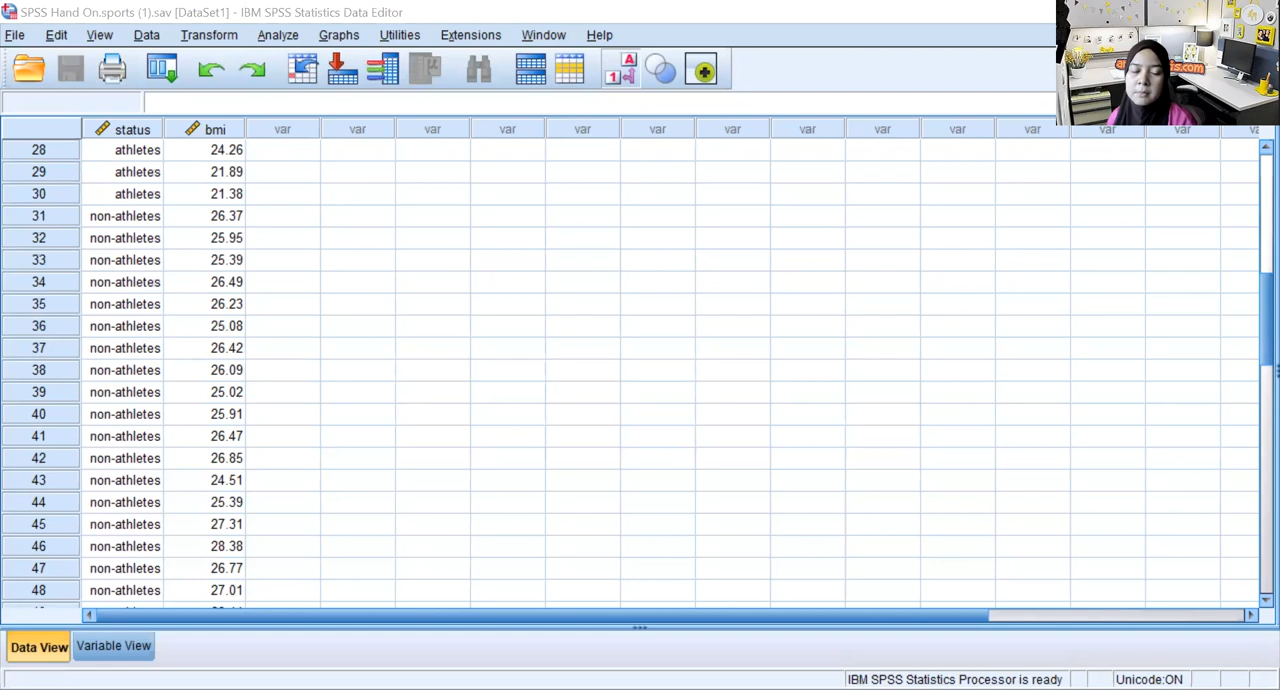 SPSS Hand On.sports (1).sav [DataSet1] - IBM SPSS Statistics Data Editor
File Edit View Data Transform Analyze Graphs Utilities Extensions Window Help
status bmi var var var var var var var var var var var var var
28 athletes 24.26
29 athletes 21.89
30 athletes 21.38
31 non-athletes 26.37
32 non-athletes 25.95
33 non-athletes 25.39
34 non-athletes 26.49
35 non-athletes 26.23
36 non-athletes 25.08
37 non-athletes 26.42
38 non-athletes 26.09
39 non-athletes 25.02
40 non-athletes 25.91
41 non-athletes 26.47
42 non-athletes 26.85
43 non-athletes 24.51
44 non-athletes 25.39
45 non-athletes 27.31
46 non-athletes 28.38
47 non-athletes 26.77
48 non-athletes 27.01
Data View Variable View
IBM SPSS Statistics Processor is ready Unicode:ON